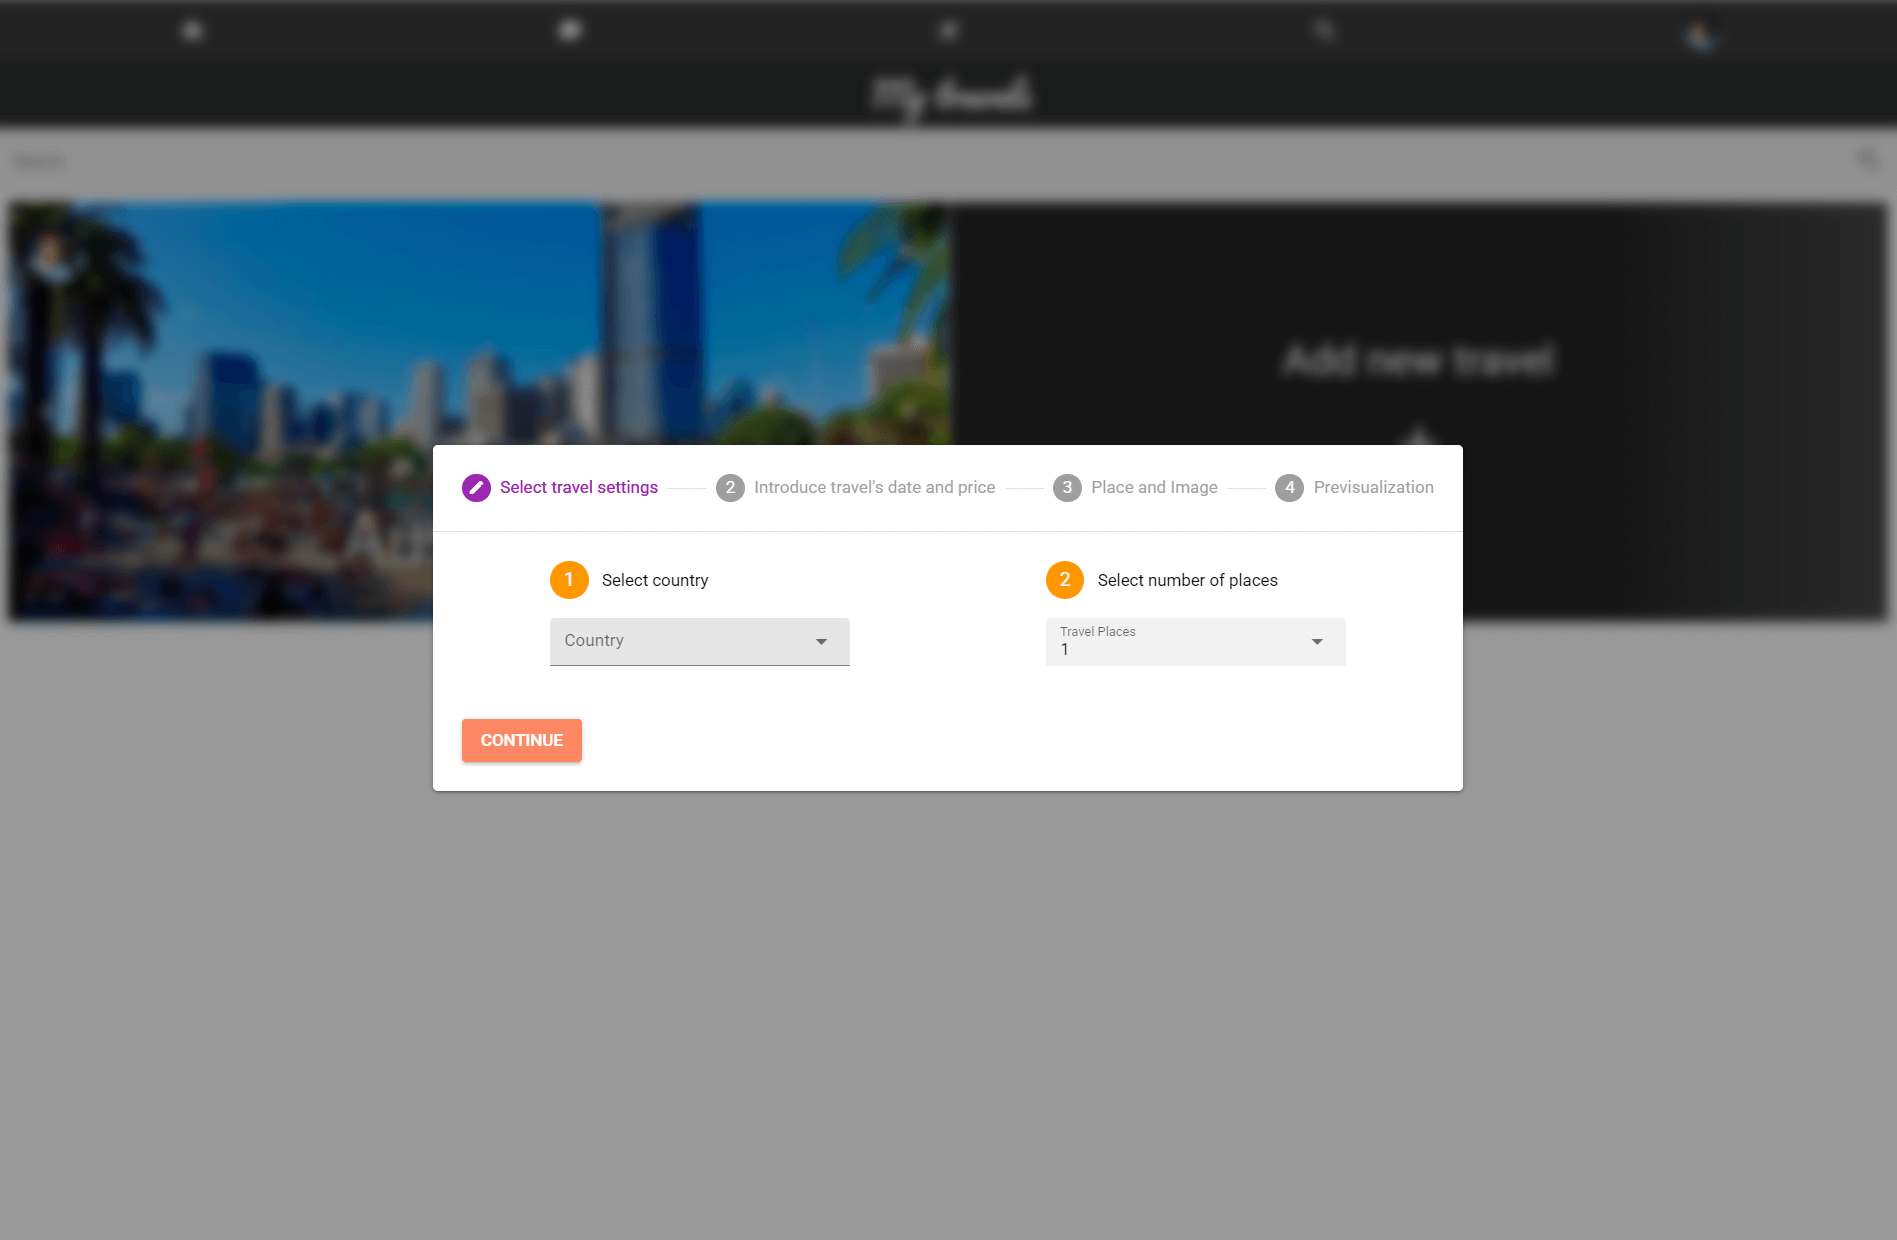 My travels
Search
Add new travel
Select travel settings
2 Introduce travel's date and price
3 Place and Image
4 Previsualization
1 Select country
2 Select number of places
Country
Travel Places
1
CONTINUE